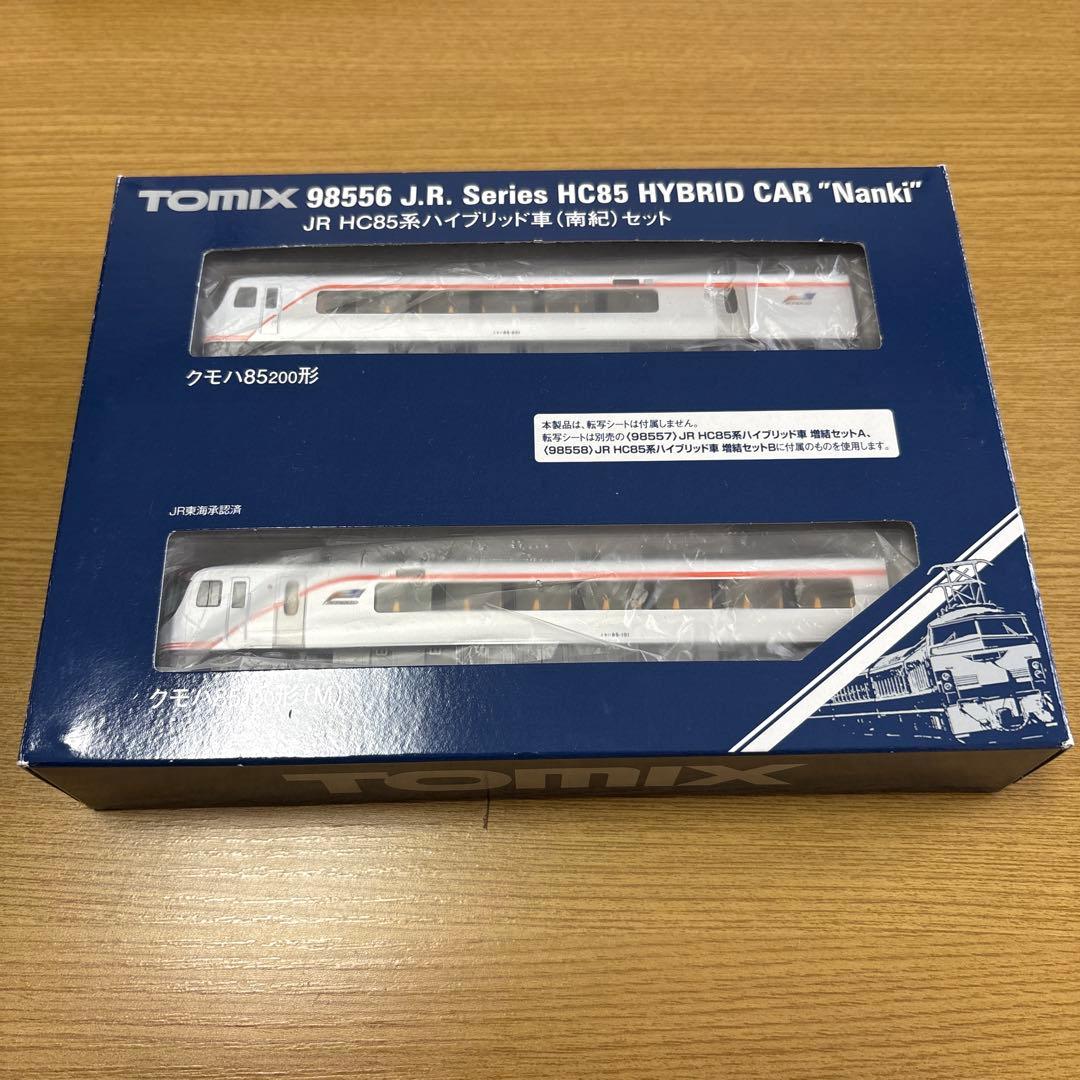 TOMIX 98556 J.R. Series HC85 HYBRID CAR "Nanki"
JR HC85系ハイブリッド車(南紀)セット
クモハ85200形
本製品は、転写シートは付属しません。
転写シートは別売の〈98557〉JR HC85系ハイブリッド車 増結セットA、
〈98558〉JR HC85系ハイブリッド車 増結セットBに付属のものを使用します。
JR東海承認済
クモハ85 形(M)
TOMIX